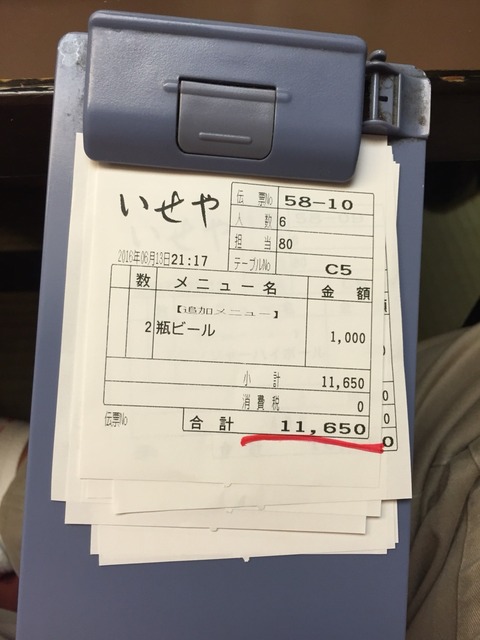 いせや
伝票No 58-10
人数 6
担当 80
テーブルNo C5
2016年06月13日 21:17
数 メニュー名 金額
【追加メニュー】
2 瓶ビール 1,000
小計 11,650
消費税 0
伝票No 合計 11,650